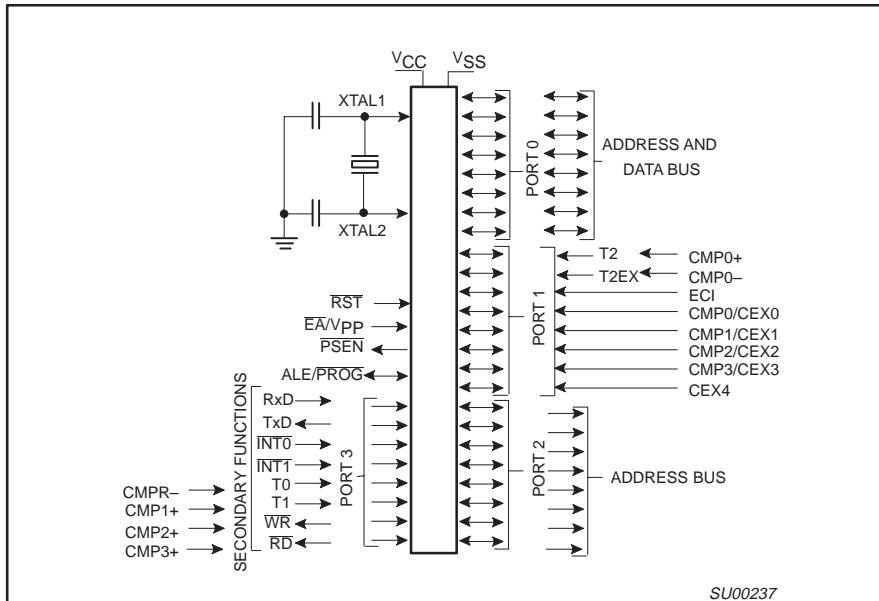 VCC VSS
XTAL1
XTAL2
PORT 0
ADDRESS AND
DATA BUS
RST
EA/VPP
PSEN
ALE/PROG
PORT 1
T2 CMP0+
T2EX CMP0–
ECI
CMP0/CEX0
CMP1/CEX1
CMP2/CEX2
CMP3/CEX3
CEX4
SECONDARY FUNCTIONS
RxD
TxD
INT0
INT1
T0
T1
WR
RD
CMPR–
CMP1+
CMP2+
CMP3+
PORT 3
PORT 2
ADDRESS BUS
SU00237